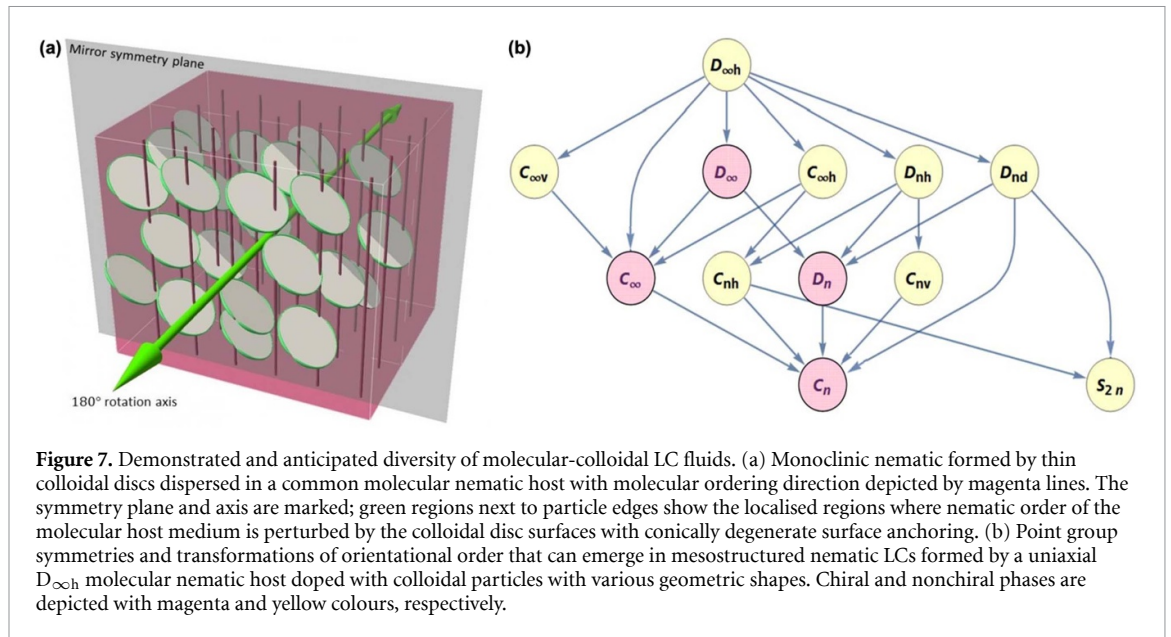 (a)
Mirror symmetry plane
180° rotation axis
(b)
D∞h
C∞v
D∞
C∞h
Dnh
Dnd
C∞
Cnh
Dn
Cnv
Cn
S2n
Figure 7. Demonstrated and anticipated diversity of molecular-colloidal LC fluids. (a) Monoclinic nematic formed by thin
colloidal discs dispersed in a common molecular nematic host with molecular ordering direction depicted by magenta lines. The
symmetry plane and axis are marked; green regions next to particle edges show the localised regions where nematic order of the
molecular host medium is perturbed by the colloidal disc surfaces with conically degenerate surface anchoring. (b) Point group
symmetries and transformations of orientational order that can emerge in mesostructured nematic LCs formed by a uniaxial
D∞h molecular nematic host doped with colloidal particles with various geometric shapes. Chiral and nonchiral phases are
depicted with magenta and yellow colours, respectively.